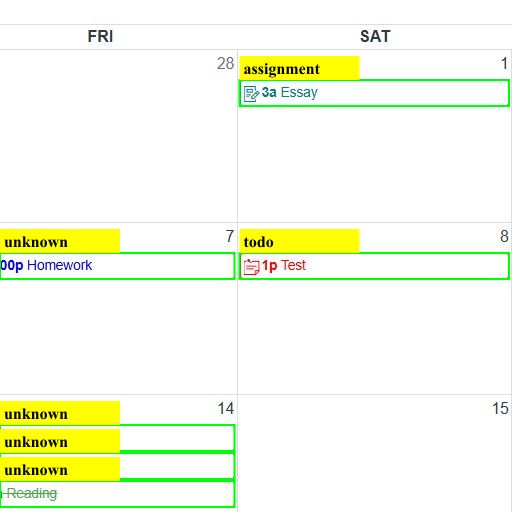 FRI SAT
28 1
assignment
3a Essay
7 8
unknown todo
00p Homework 1p Test
14 15
unknown
unknown
unknown
Reading